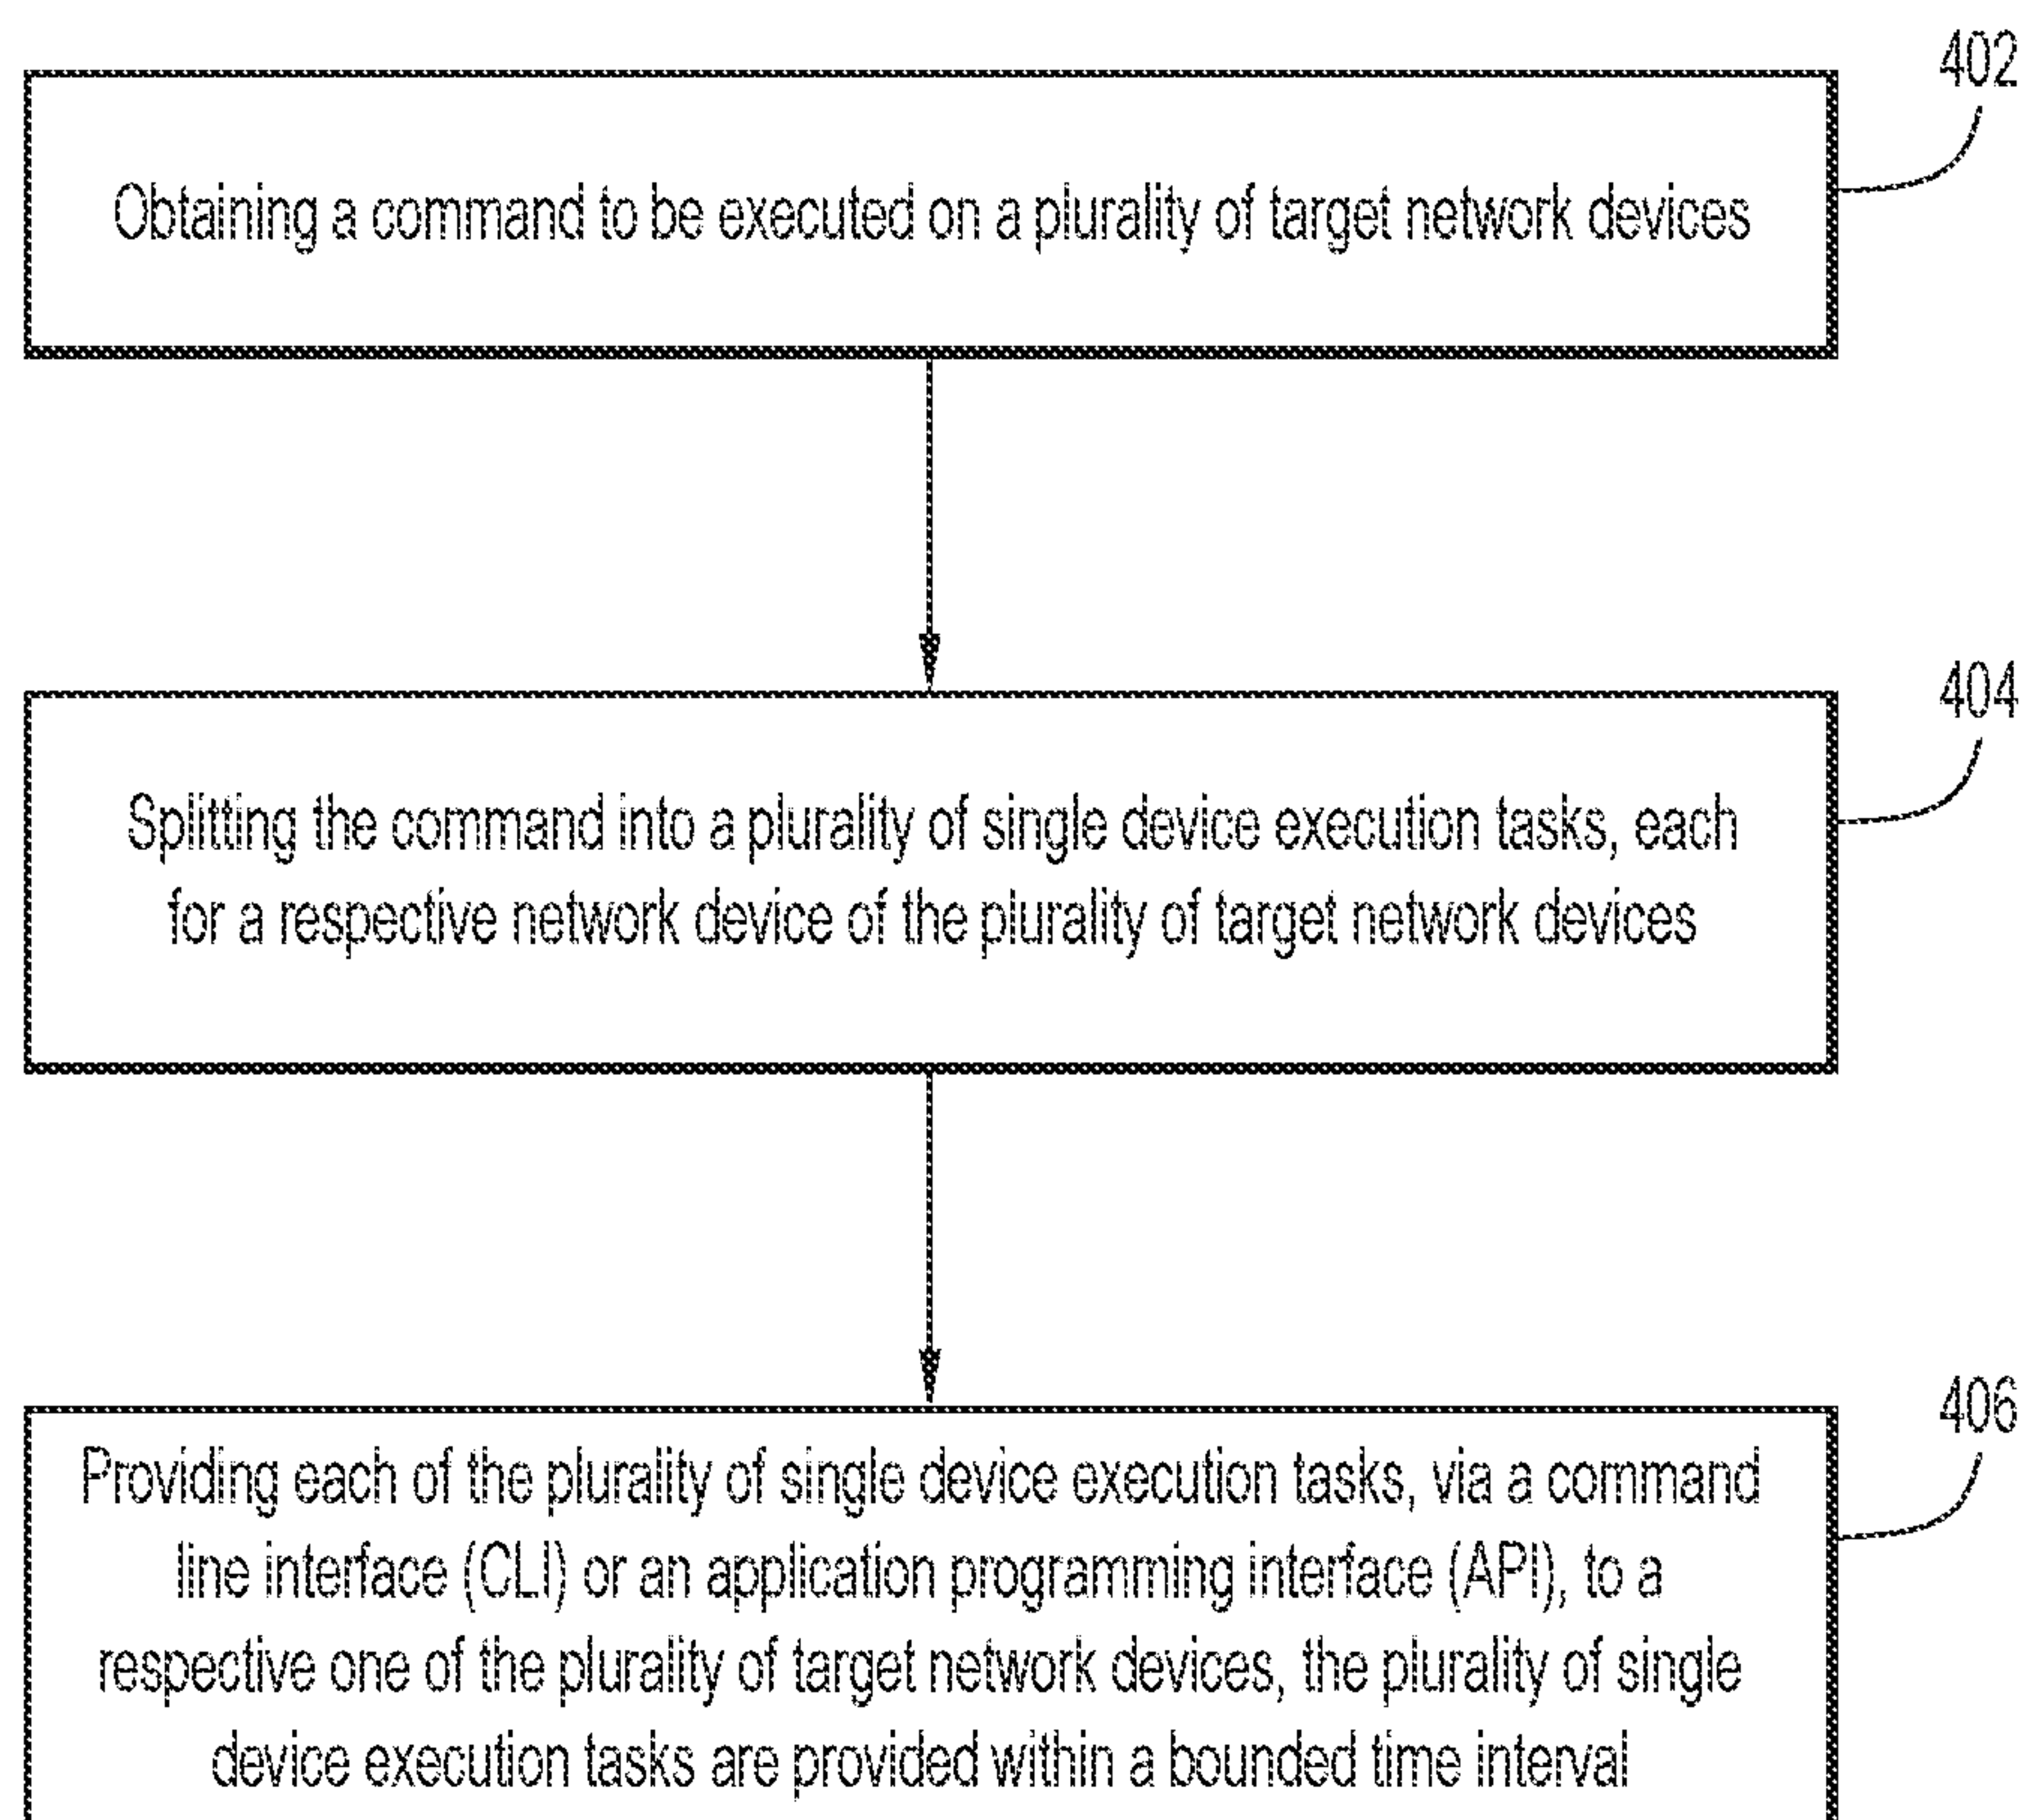 402
Obtaining a command to be executed on a plurality of target network devices
404
Splitting the command into a plurality of single device execution tasks, each
for a respective network device of the plurality of target network devices
406
Providing each of the plurality of single device execution tasks, via a command
line interface (CLI) or an application programming interface (API), to a
respective one of the plurality of target network devices, the plurality of single
device execution tasks are provided within a bounded time interval